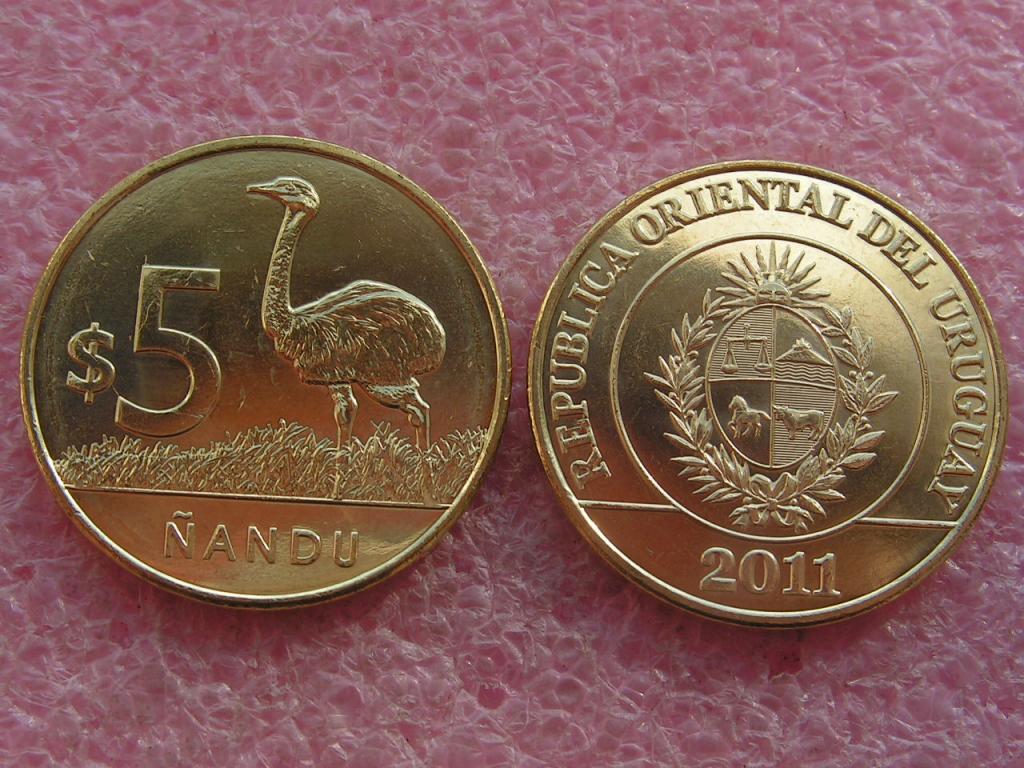 $5
ÑANDU
REPUBLICA ORIENTAL DEL URUGUAY
2011